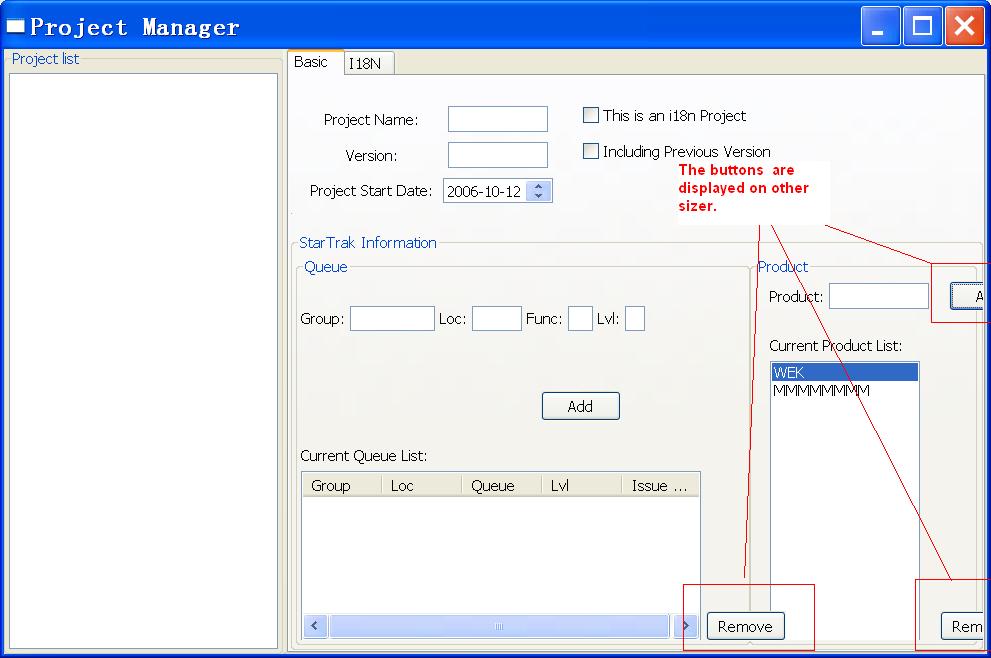 Project Manager
Project list
Basic
I18N
Project Name:
This is an i18n Project
Version:
Including Previous Version
The buttons are
displayed on other
sizer.
Project Start Date:
2006-10-12
StarTrak Information
Queue
Product
Product:
A
Group:
Loc:
Func:
Lvl:
Current Product List:
WEK
MMMMMMMM
Add
Current Queue List:
Group
Loc
Queue
Lvl
Issue ...
Remove
Rem